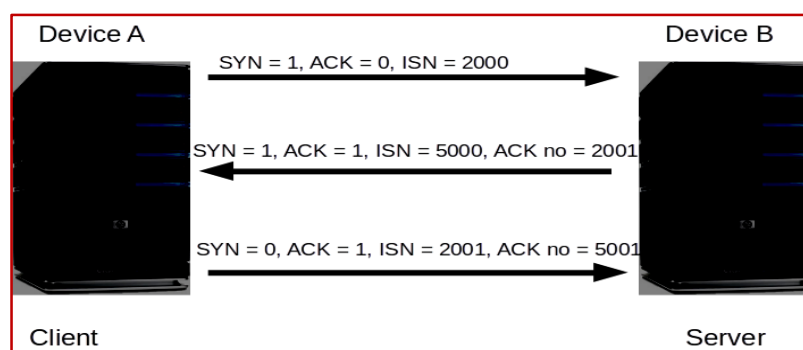 Device A
Device B
SYN = 1, ACK = 0, ISN = 2000
SYN = 1, ACK = 1, ISN = 5000, ACK no = 2001
SYN = 0, ACK = 1, ISN = 2001, ACK no = 5001
Client
Server